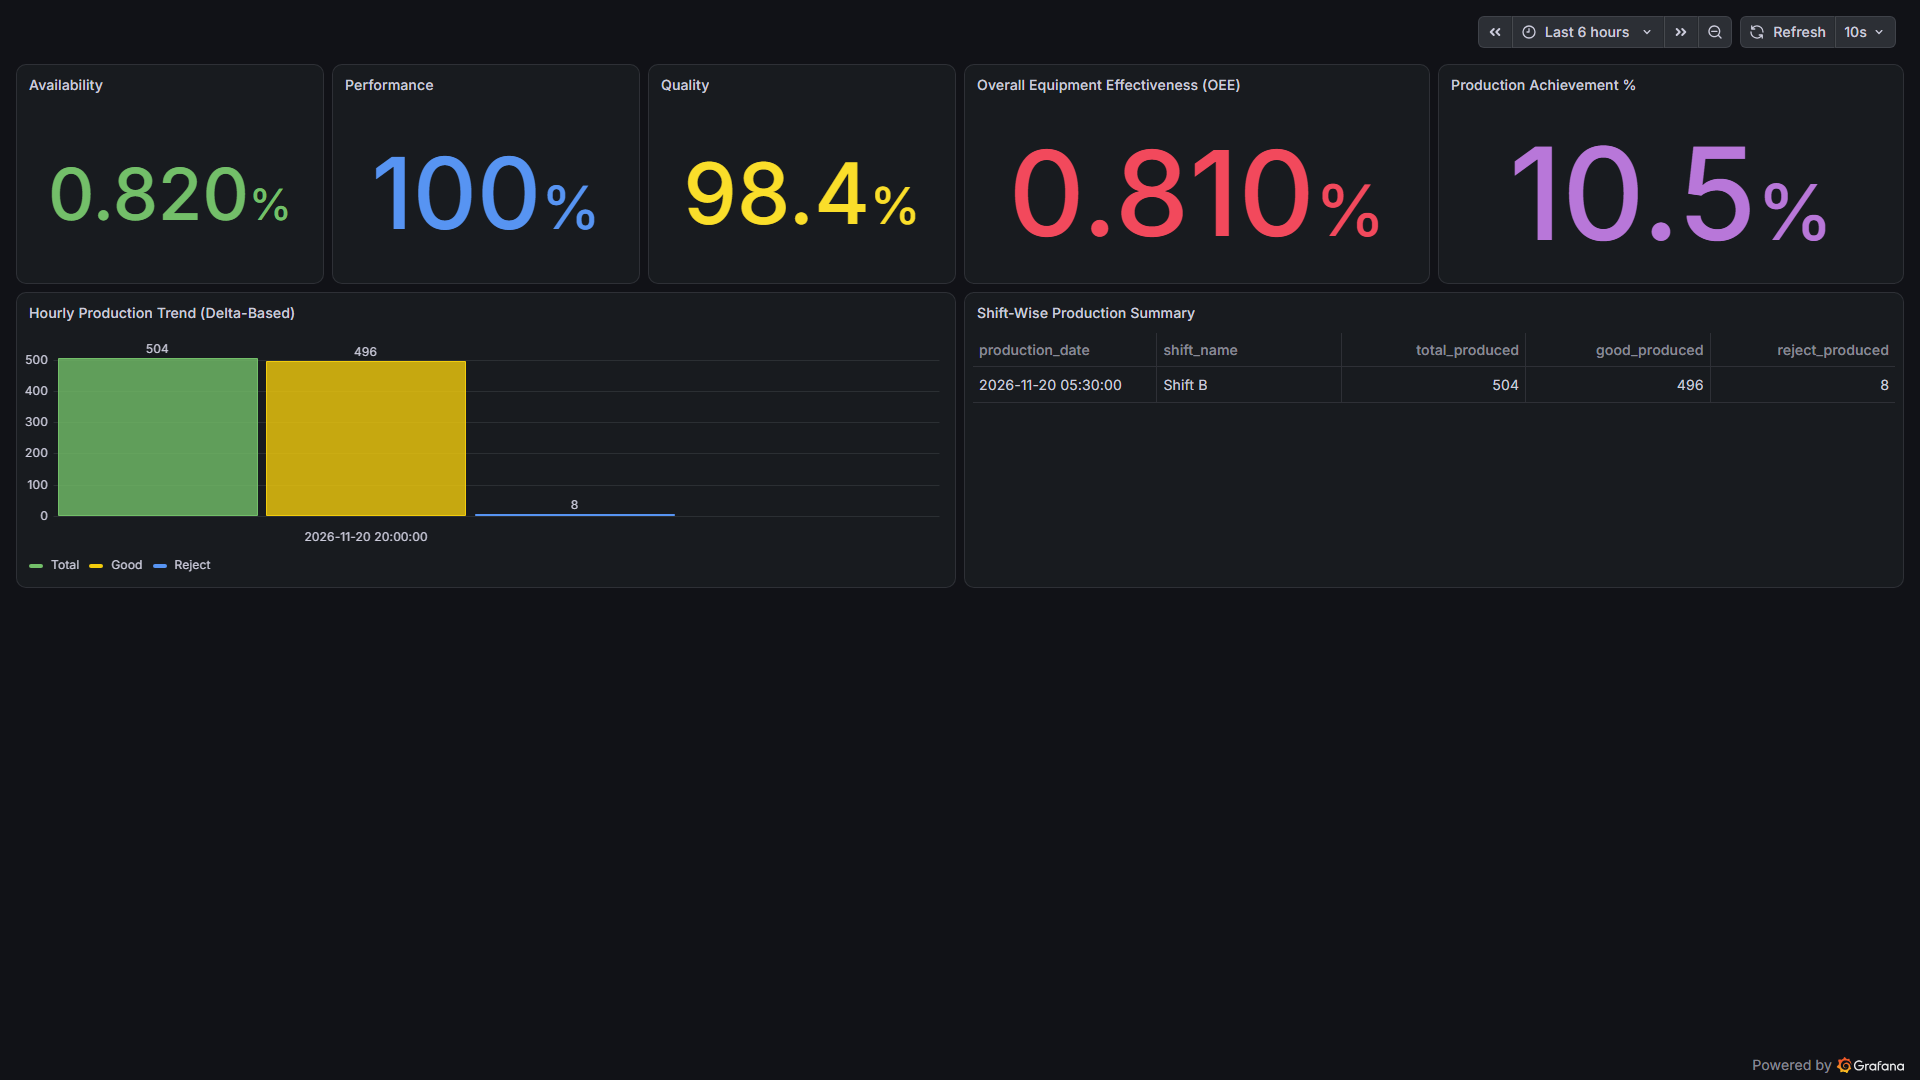 Last 6 hours Refresh 10s
Availability
0.820%
Performance
100%
Quality
98.4%
Overall Equipment Effectiveness (OEE)
0.810%
Production Achievement %
10.5%
Hourly Production Trend (Delta-Based)
504
496
8
500
400
300
200
100
0
2026-11-20 20:00:00
Total Good Reject
Shift-Wise Production Summary
production_date shift_name total_produced good_produced reject_produced
2026-11-20 05:30:00 Shift B 504 496 8
Powered by Grafana